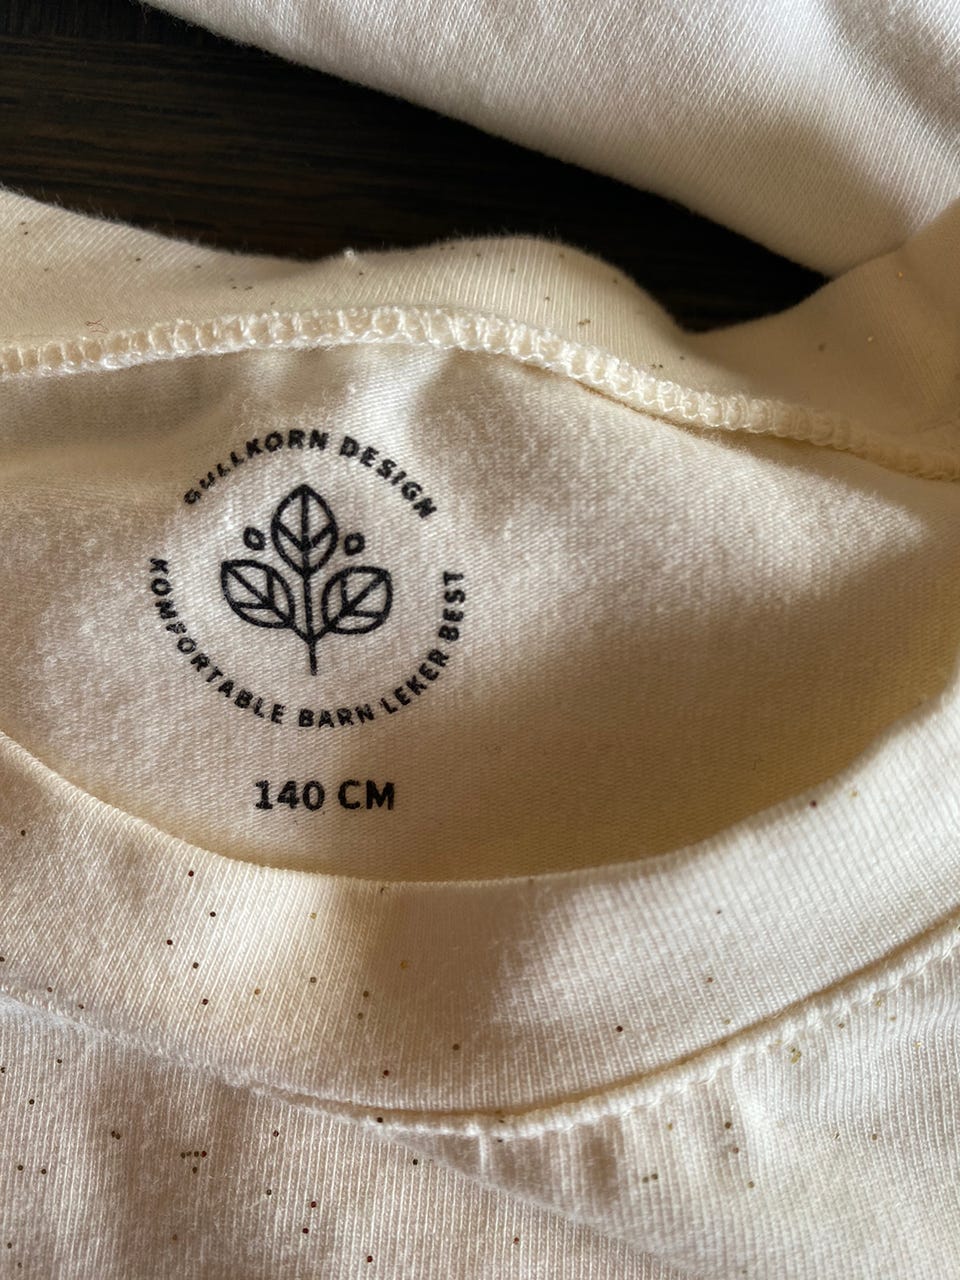 GULLKORN DESIGN
KOMFORTABLE BARN LEKER BEST
140 CM